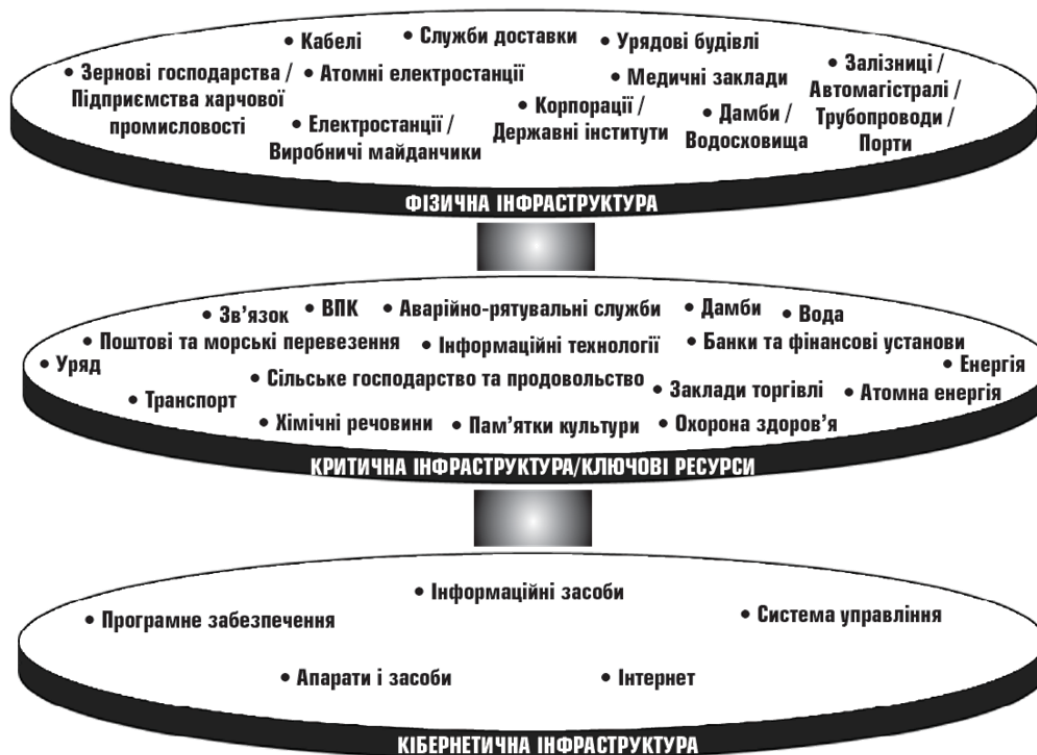 • Кабелі • Служби доставки • Урядові будівлі
• Зернові господарства /
Підприємства харчової
промисловості
• Атомні електростанції
• Медичні заклади
• Залізниці /
Автомагістралі /
Трубопроводи /
Порти
• Електростанції /
Виробничі майданчики
• Корпорації /
Державні інститути
• Дамби /
Водосховища
ФІЗИЧНА ІНФРАСТРУКТУРА
• Зв'язок • ВПК • Аварійно-рятувальні служби • Дамби • Вода
• Поштові та морські перевезення • Інформаційні технології • Банки та фінансові установи
• Уряд • Енергія
• Сільське господарство та продовольство • Заклади торгівлі • Атомна енергія
• Транспорт
• Хімічні речовини • Пам'ятки культури • Охорона здоров'я
КРИТИЧНА ІНФРАСТРУКТУРА/КЛЮЧОВІ РЕСУРСИ
• Інформаційні засоби
• Програмне забезпечення • Система управління
• Апарати і засоби • Інтернет
КІБЕРНЕТИЧНА ІНФРАСТРУКТУРА